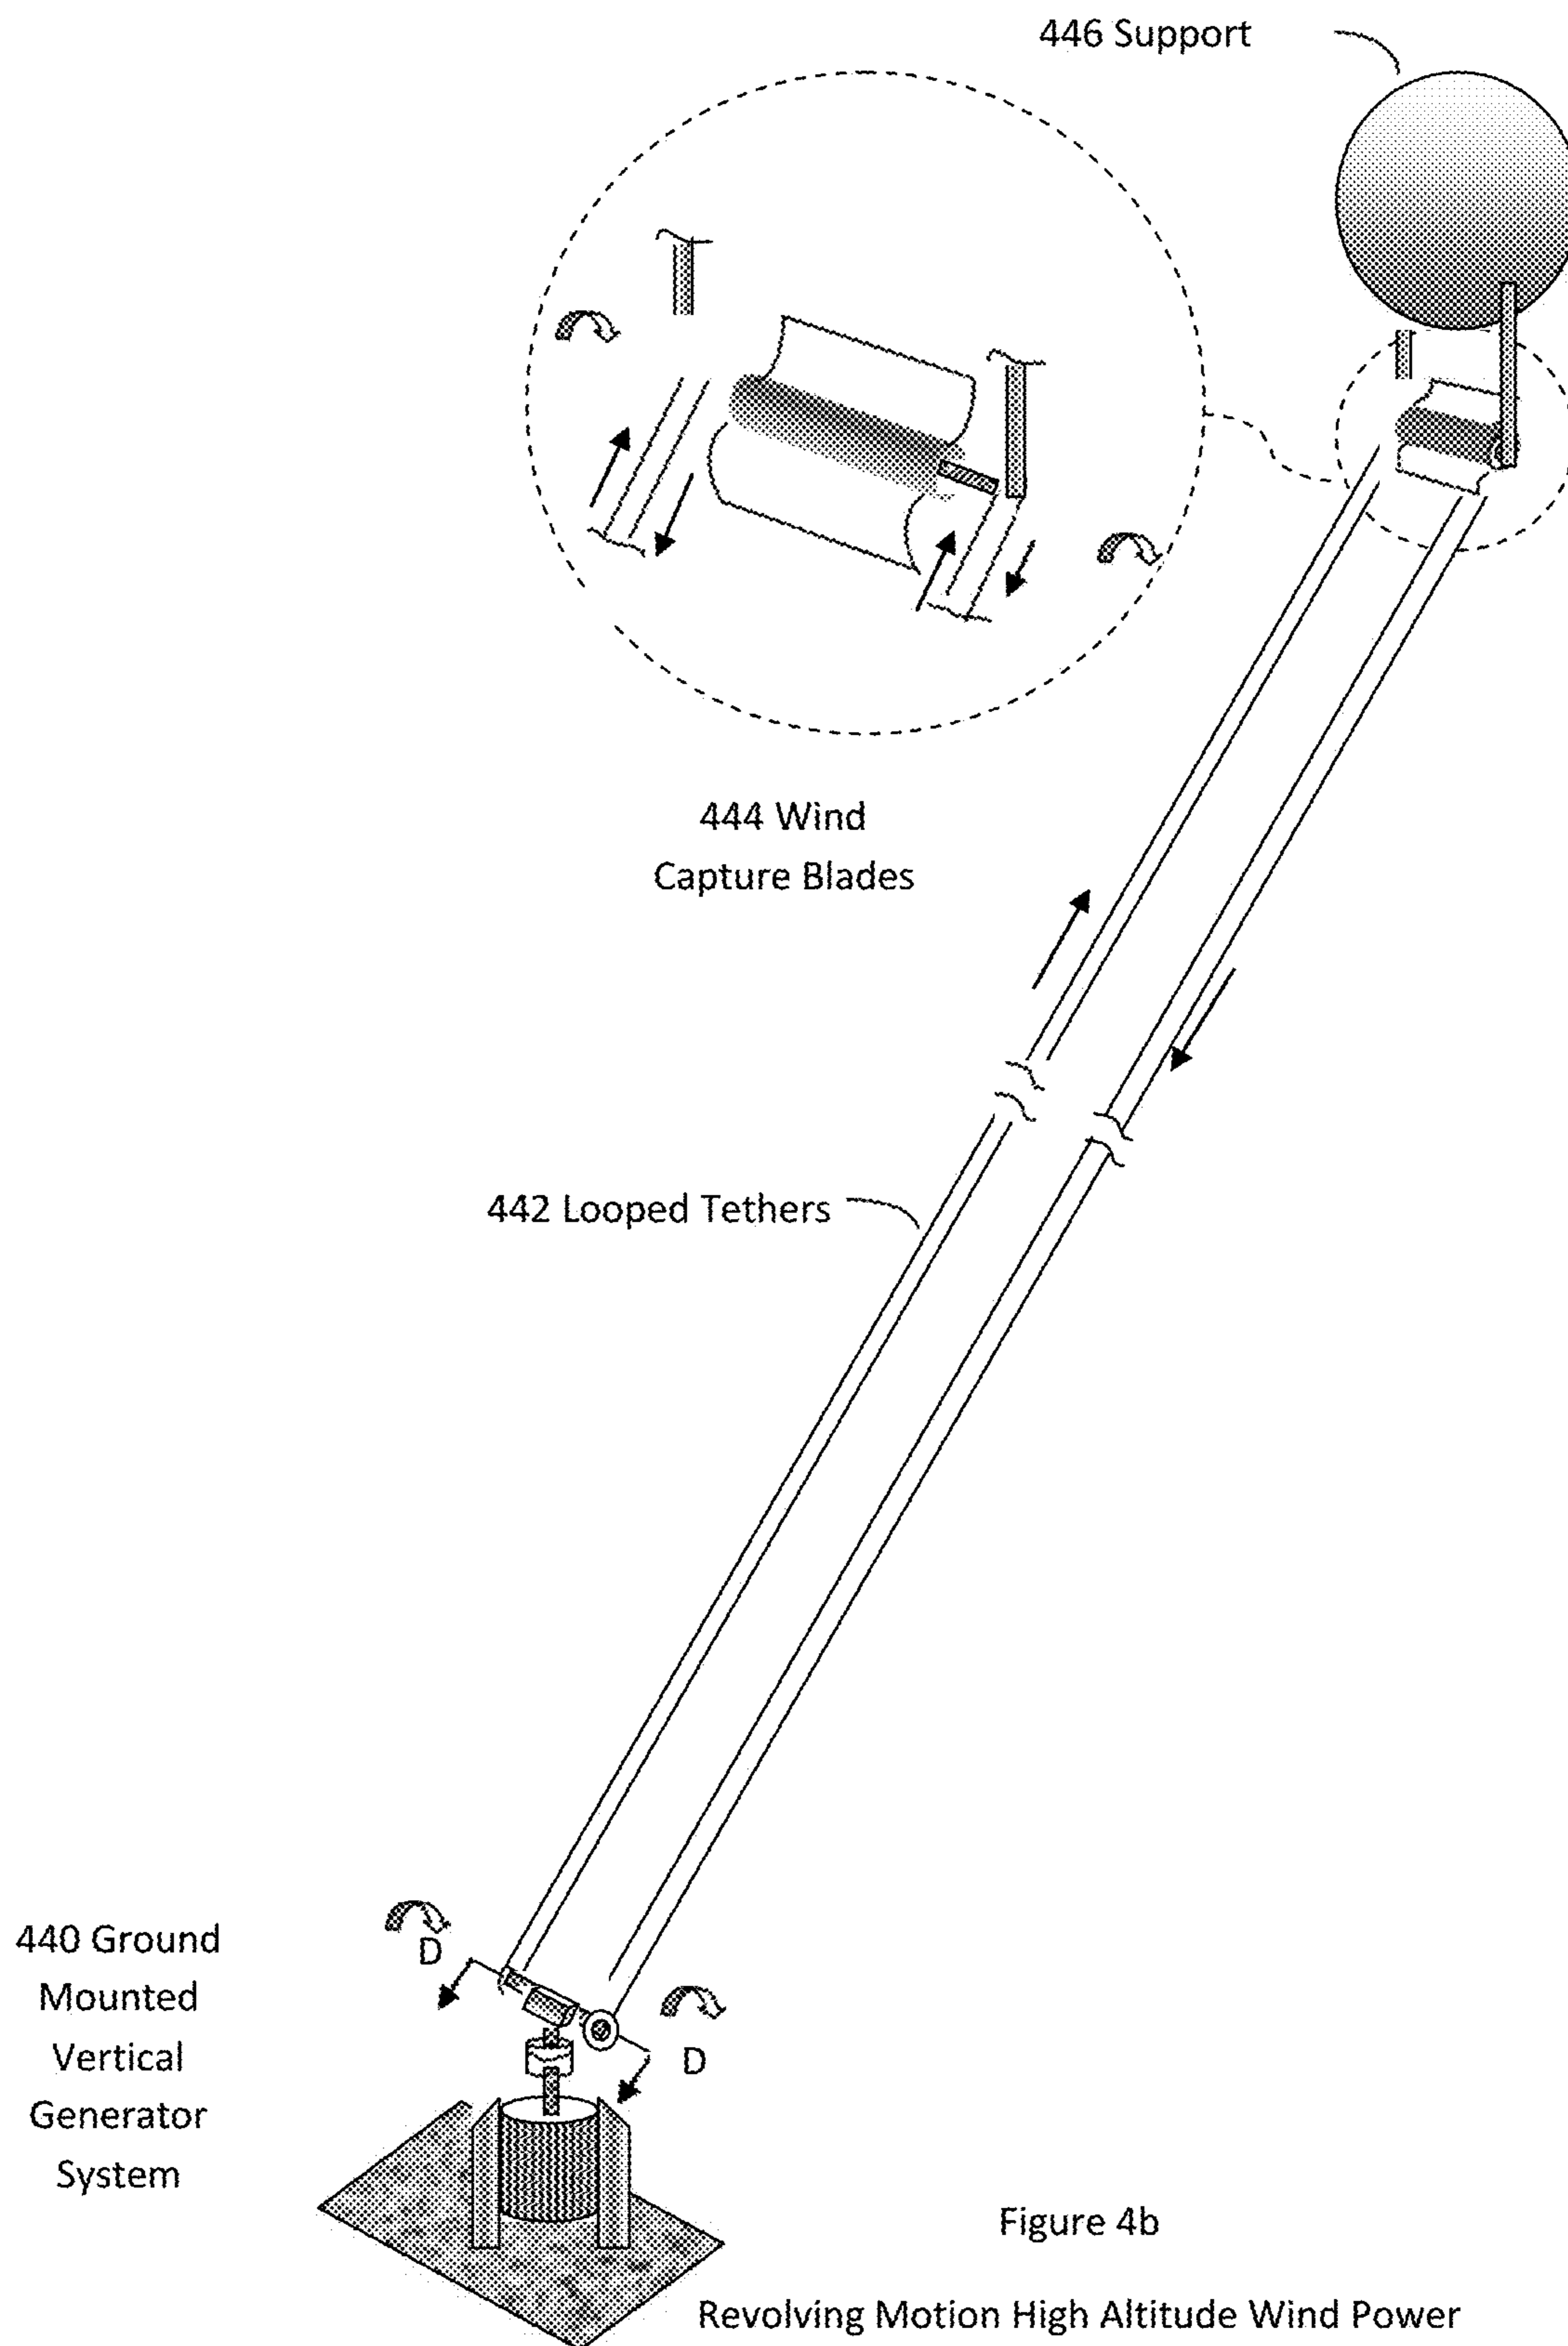 446 Support
444 Wind
Capture Blades
442 Looped Tethers
440 Ground
Mounted
Vertical
Generator
System
D
D
Figure 4b
Revolving Motion High Altitude Wind Power